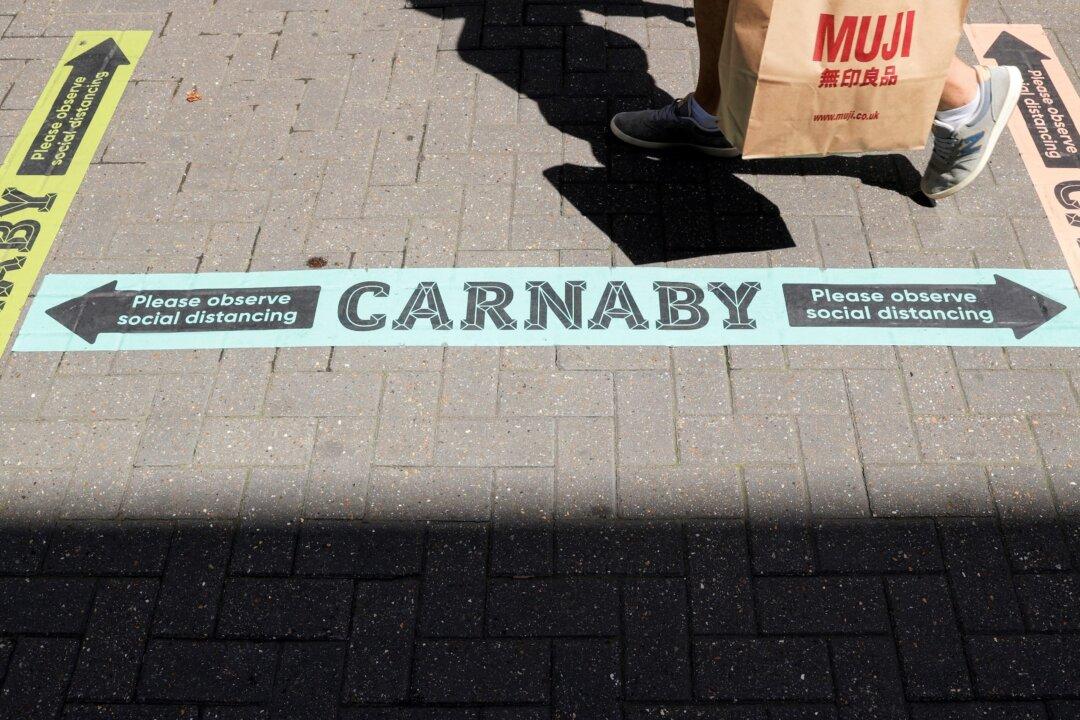 MUJI
無印良品
www.muji.co.uk
Please observe
social distancing
Please observe
social distancing
CARNABY
Please observe
social distancing
Please observe
social distancing